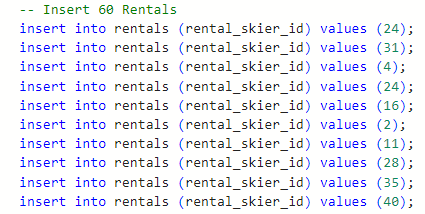 -- Insert 60 Rentals
insert into rentals (rental_skier_id) values (24);
insert into rentals (rental_skier_id) values (31);
insert into rentals (rental_skier_id) values (4);
insert into rentals (rental_skier_id) values (24);
insert into rentals (rental_skier_id) values (16);
insert into rentals (rental_skier_id) values (2);
insert into rentals (rental_skier_id) values (11);
insert into rentals (rental_skier_id) values (28);
insert into rentals (rental_skier_id) values (35);
insert into rentals (rental_skier_id) values (40);